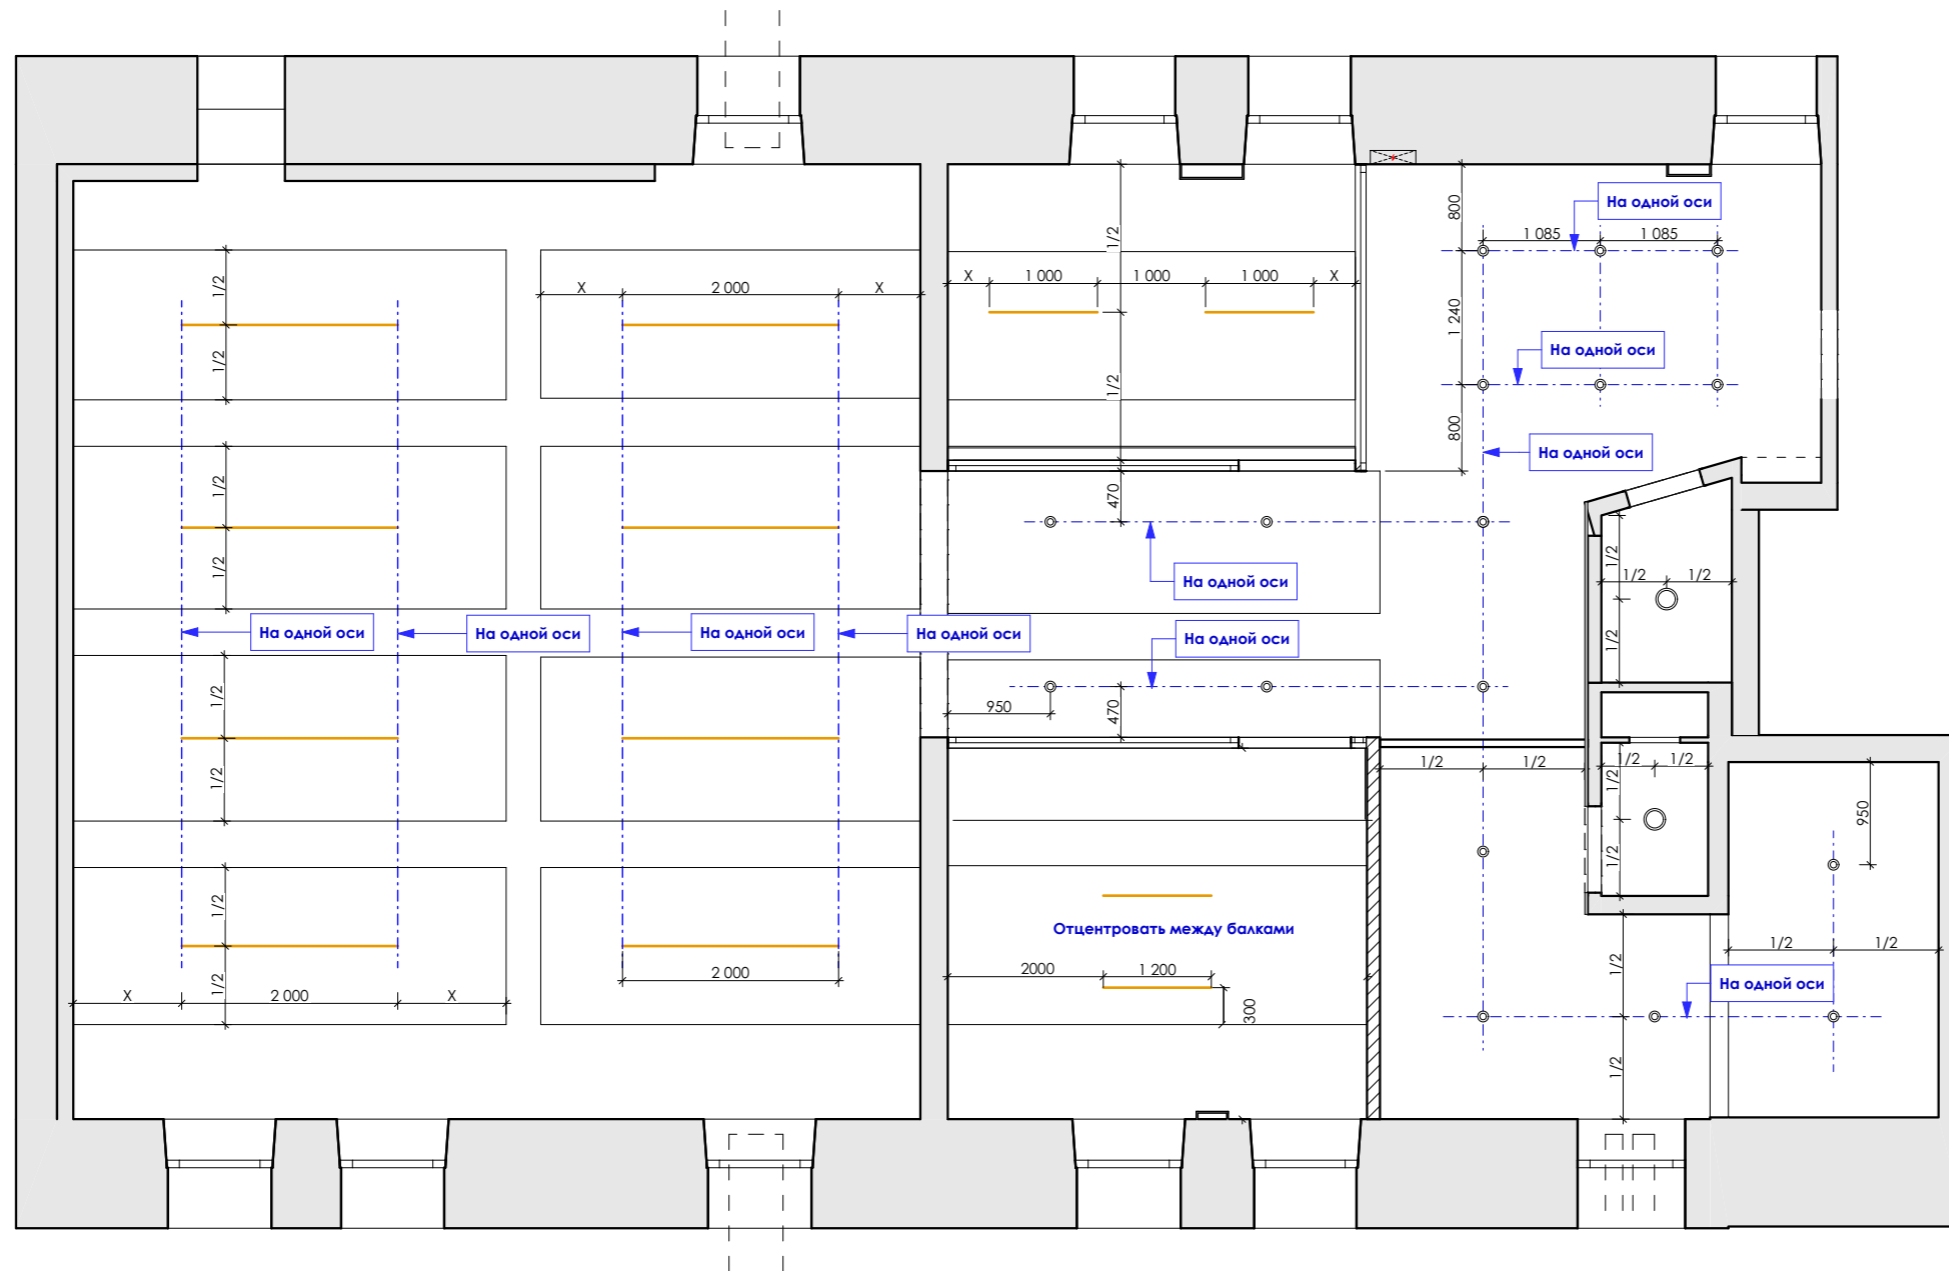 На одной оси
800
1 085
1 085
1/2
1/2
X
2 000
X
X
1 000
1 000
1 000
X
1 240
На одной оси
1/2
1/2
800
На одной оси
1/2
470
1/2
1/2
На одной оси
1/2
1/2
1/2
На одной оси
На одной оси
На одной оси
На одной оси
На одной оси
1/2
1/2
950
470
1/2
1/2
1/2
1/2
1/2
1/2
950
1/2
1/2
1/2
Отцентровать между балками
1/2
1/2
1/2
1/2
2 000
2000
1 200
На одной оси
X
2 000
X
300
1/2